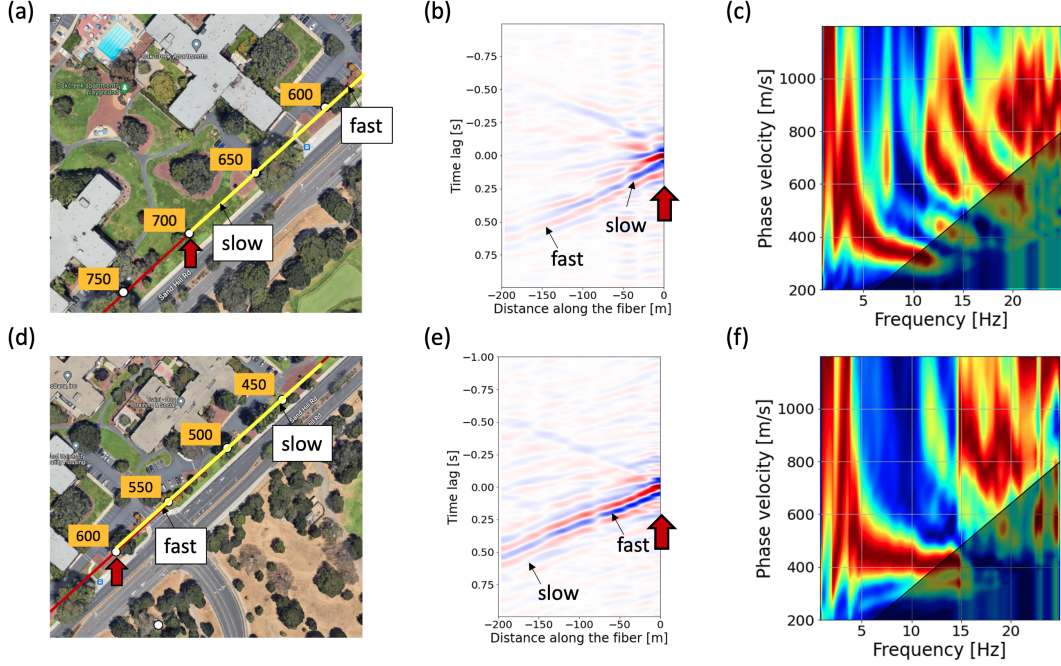 (a)
Oak Creek Apartments
600
fast
650
700
slow
750
Sand Hill Rd
(b)
−0.75
−0.50
−0.25
0.00
0.25
0.50
0.75
Time lag [s]
slow
fast
−200 −150 −100 −50 0
Distance along the fiber [m]
(c)
1000
800
600
400
200
Phase velocity [m/s]
5 10 15 20
Frequency [Hz]
(d)
450
Sand Hill Rd
500
slow
550
600
fast
(e)
−1.00
−0.75
−0.50
−0.25
0.00
0.25
0.50
0.75
Time lag [s]
fast
slow
−200 −150 −100 −50 0
Distance along the fiber [m]
(f)
1000
800
600
400
200
Phase velocity [m/s]
5 10 15 20
Frequency [Hz]